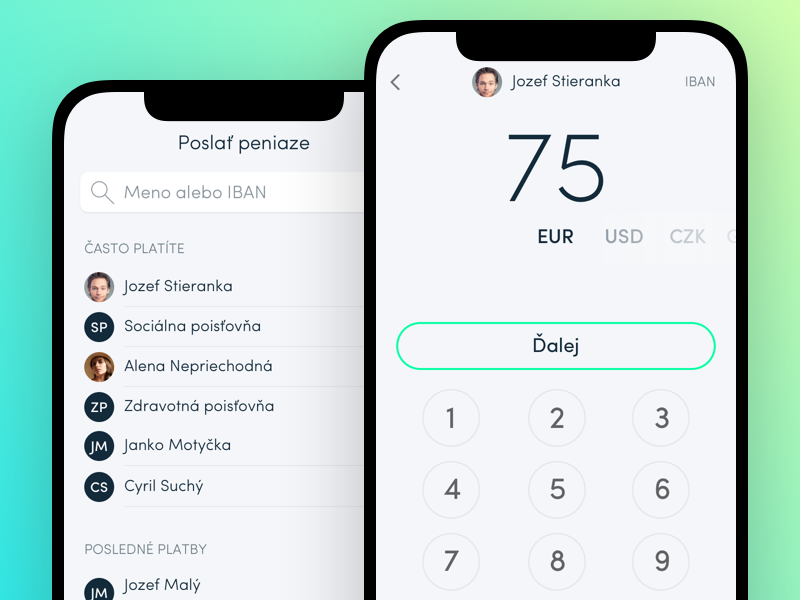 Poslať peniaze
Meno alebo IBAN
ČASTO PLATÍTE
Jozef Stieranka
SP Sociálna poisťovňa
Alena Nepriechodná
ZP Zdravotná poisťovňa
JM Janko Motyčka
CS Cyril Suchý
POSLEDNÉ PLATBY
JM Jozef Malý
Jozef Stieranka IBAN
75
EUR USD CZK
Ďalej
1 2 3
4 5 6
7 8 9